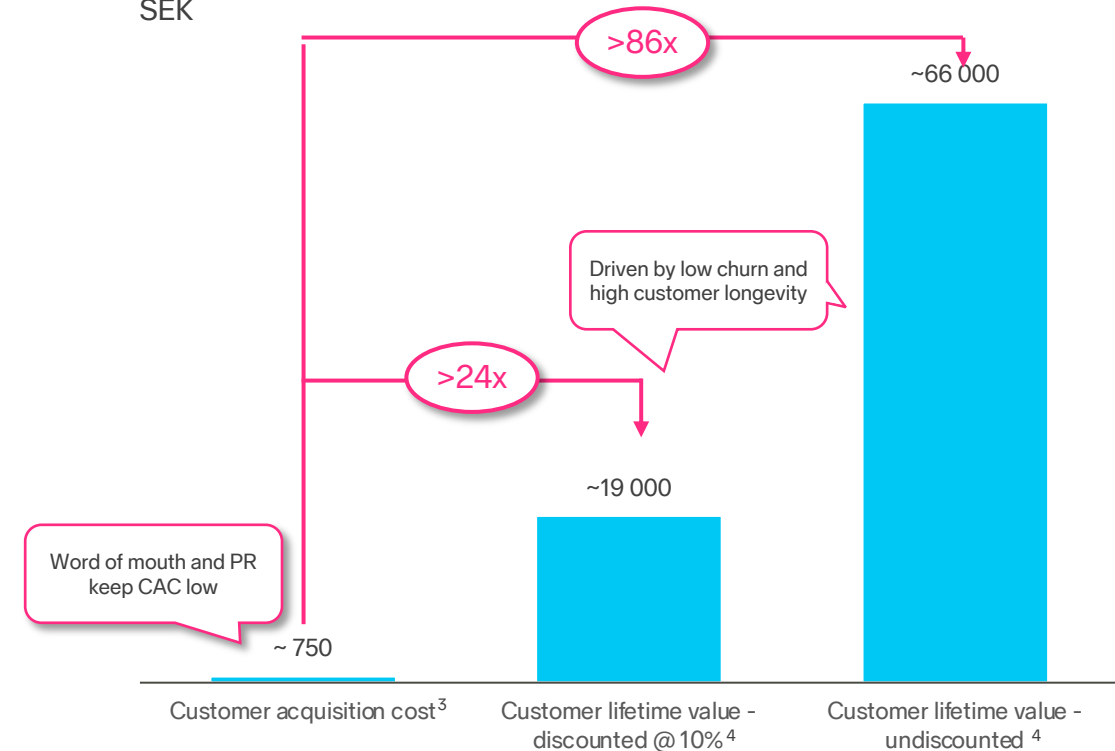 SEK
>86x
~66 000
Driven by low churn and
high customer longevity
>24x
~19 000
Word of mouth and PR
keep CAC low
~ 750
Customer acquisition cost³
Customer lifetime value -
discounted @ 10% ⁴
Customer lifetime value -
undiscounted ⁴